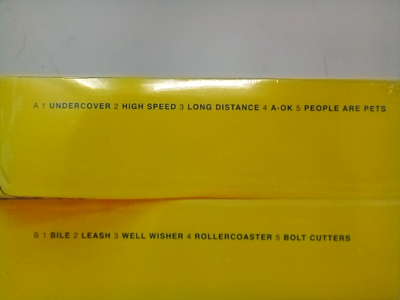 A 1 UNDERCOVER 2 HIGH SPEED 3 LONG DISTANCE 4 A-OK 5 PEOPLE ARE PETS
B 1 BILE 2 LEASH 3 WELL WISHER 4 ROLLERCOASTER 5 BOLT CUTTERS